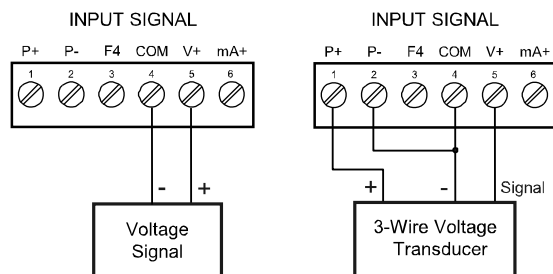 INPUT SIGNAL
P+ P- F4 COM V+ mA+
1 2 3 4 5 6
- +
Voltage
Signal
INPUT SIGNAL
P+ P- F4 COM V+ mA+
1 2 3 4 5 6
+ - Signal
3-Wire Voltage
Transducer